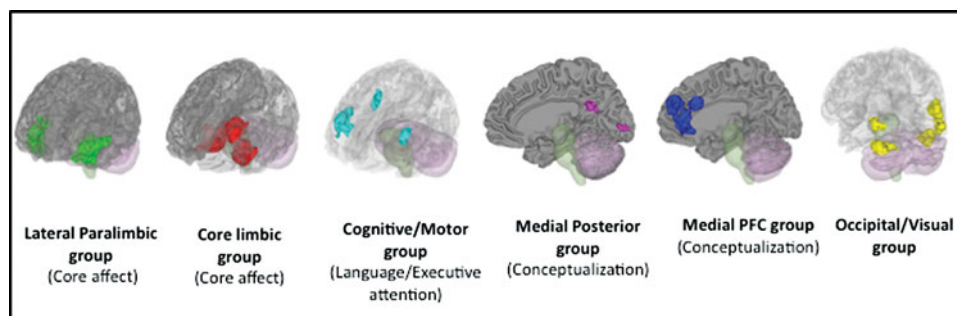 Lateral Paralimbic
group
(Core affect)
Core limbic
group
(Core affect)
Cognitive/Motor
group
(Language/Executive
attention)
Medial Posterior
group
(Conceptualization)
Medial PFC group
(Conceptualization)
Occipital/Visual
group